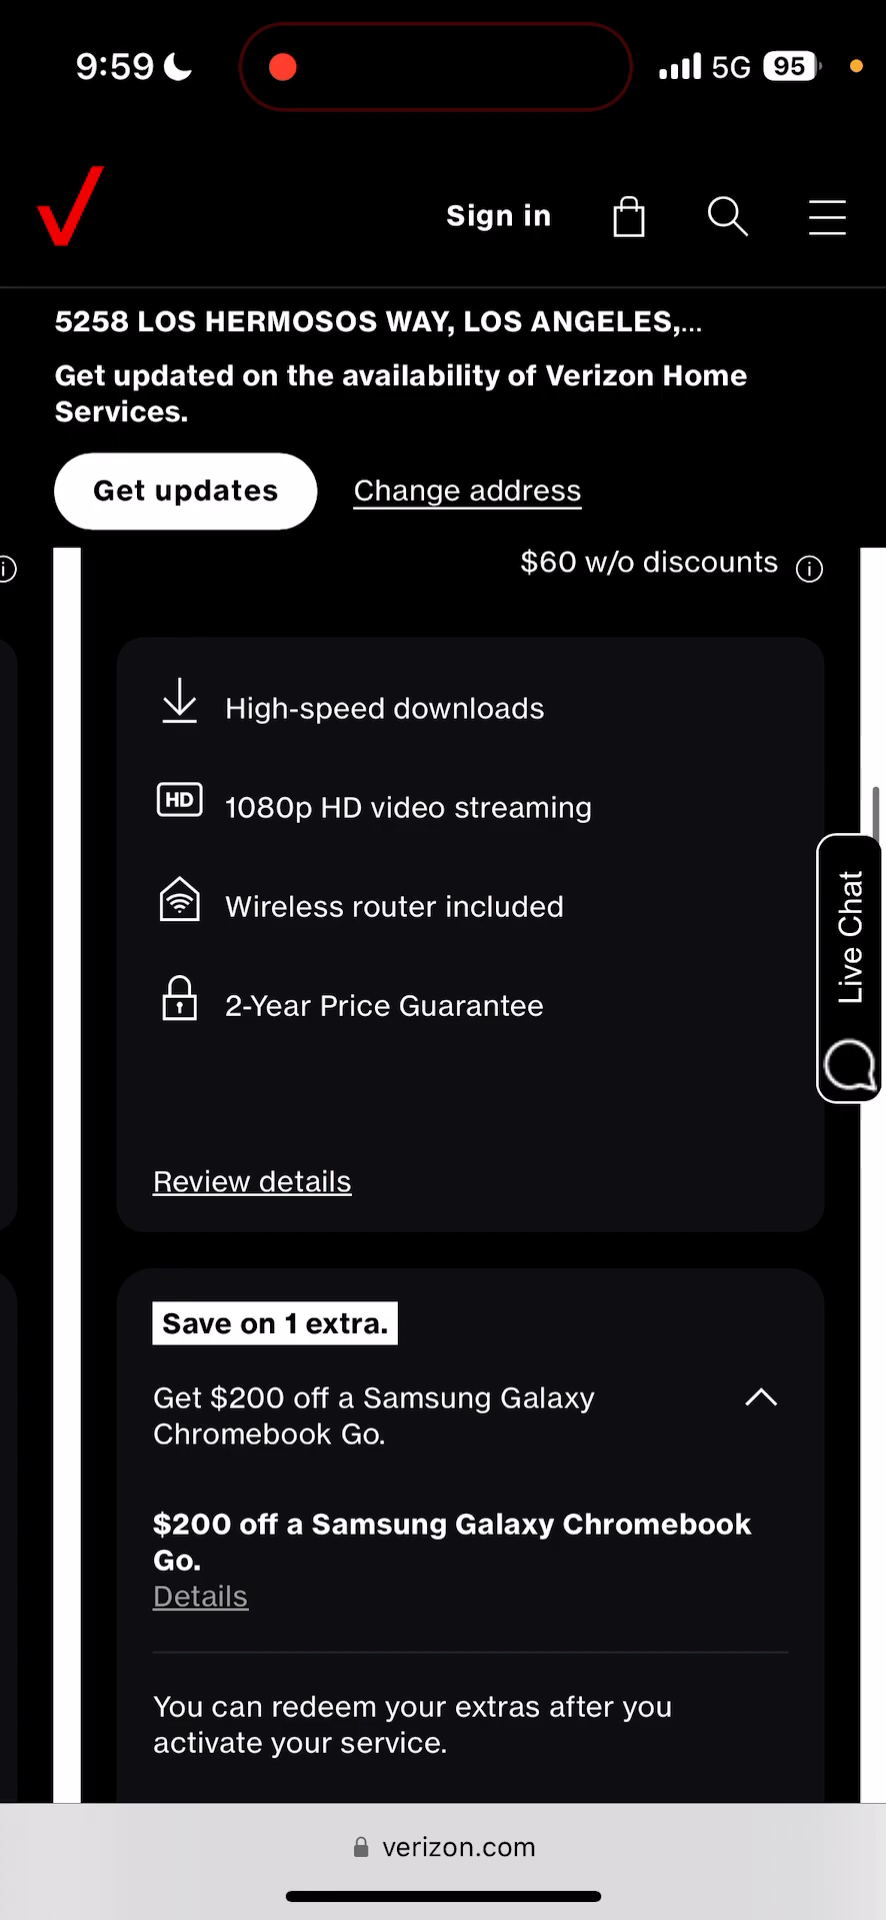 9:59
5G
95
Sign in
5258 LOS HERMOSOS WAY, LOS ANGELES,...
Get updated on the availability of Verizon Home
Services.
Get updates
Change address
$60 w/o discounts
High-speed downloads
HD
1080p HD video streaming
Wireless router included
2-Year Price Guarantee
Live Chat
Review details
Save on 1 extra.
Get $200 off a Samsung Galaxy
Chromebook Go.
$200 off a Samsung Galaxy Chromebook
Go.
Details
You can redeem your extras after you
activate your service.
verizon.com